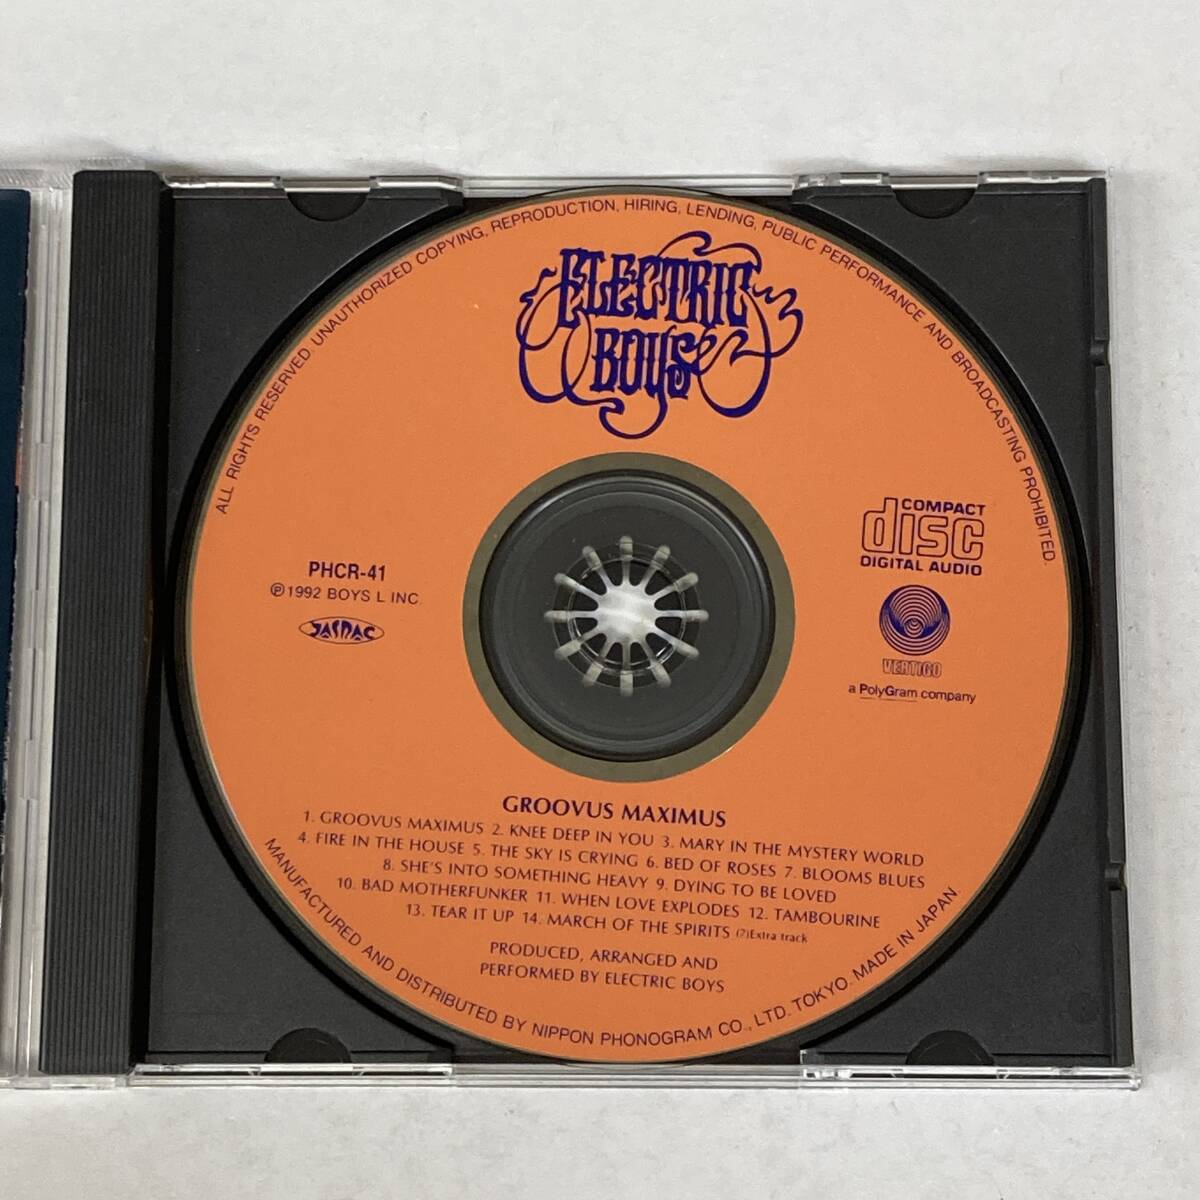 ALL RIGHTS RESERVED. UNAUTHORIZED COPYING, REPRODUCTION, HIRING, LENDING, PUBLIC PERFORMANCE AND BROADCASTING PROHIBITED.
ELECTRIC
BOYS
COMPACT
disc
DIGITAL AUDIO
PHCR-41
℗1992 BOYS L INC.
JASRAC
VERTIGO
a PolyGram company
GROOVUS MAXIMUS
1. GROOVUS MAXIMUS 2. KNEE DEEP IN YOU 3. MARY IN THE MYSTERY WORLD
4. FIRE IN THE HOUSE 5. THE SKY IS CRYING 6. BED OF ROSES 7. BLOOMS BLUES
8. SHE'S INTO SOMETHING HEAVY 9. DYING TO BE LOVED
10. BAD MOTHERFUNKER 11. WHEN LOVE EXPLODES 12. TAMBOURINE
13. TEAR IT UP 14. MARCH OF THE SPIRITS (7)Extra track
PRODUCED, ARRANGED AND
PERFORMED BY ELECTRIC BOYS
MANUFACTURED AND DISTRIBUTED BY NIPPON PHONOGRAM CO., LTD. TOKYO. MADE IN JAPAN.